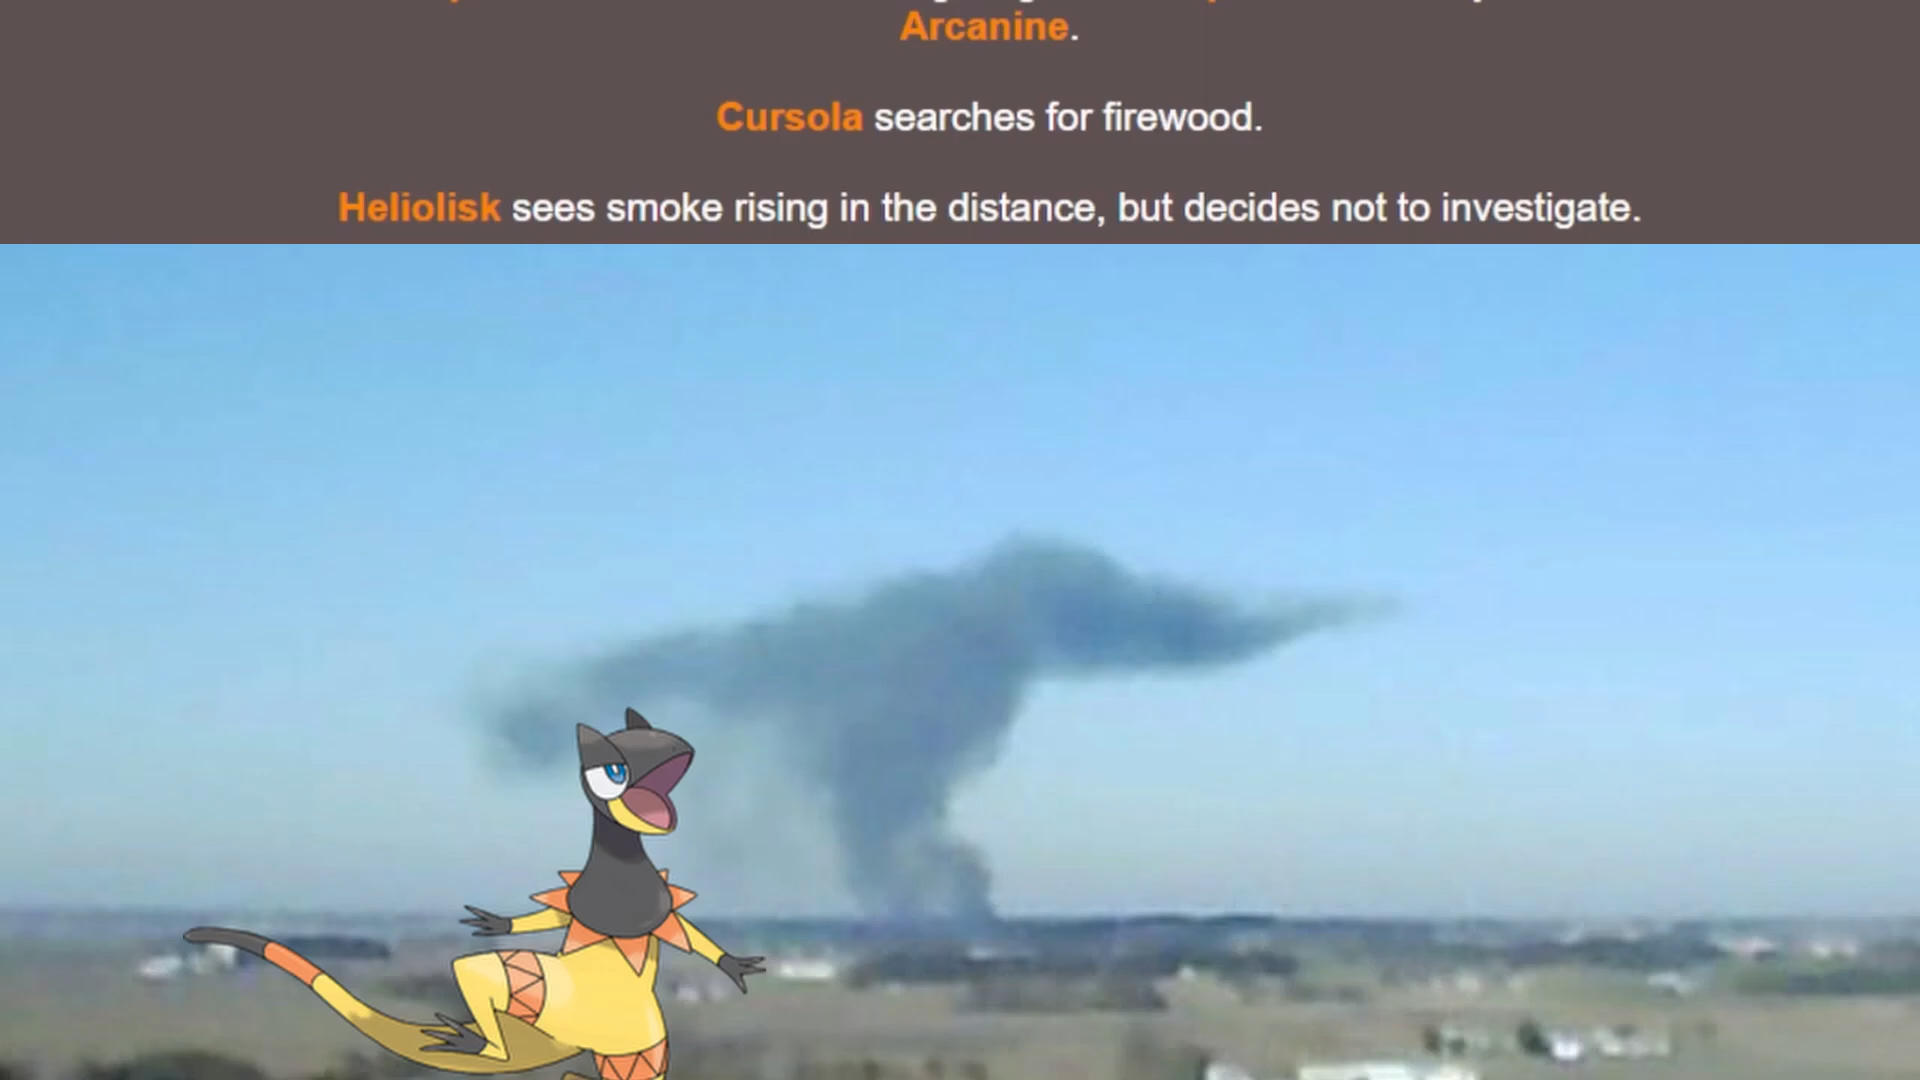 Arcanine.
Cursola searches for firewood.
Heliolisk sees smoke rising in the distance, but decides not to investigate.